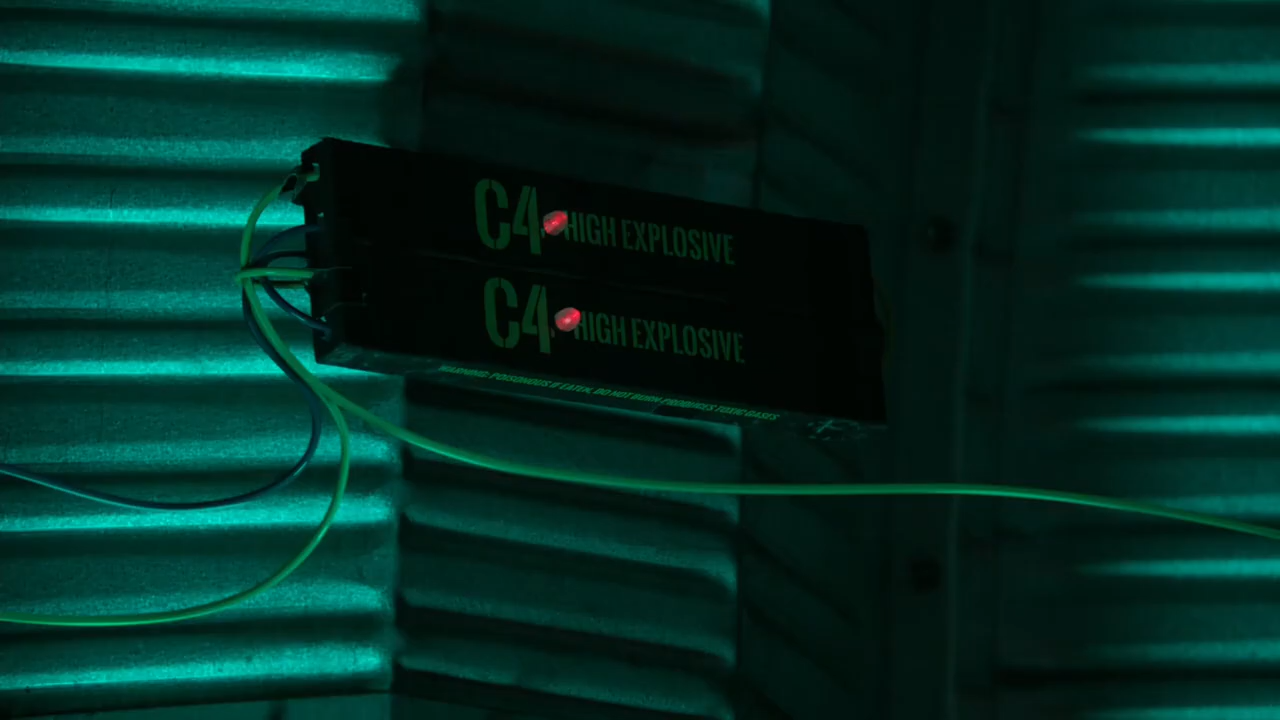 C4 HIGH EXPLOSIVE
C4 HIGH EXPLOSIVE
WARNING: POISONOUS IF EATEN, DO NOT BURN PRODUCES TOXIC GASES